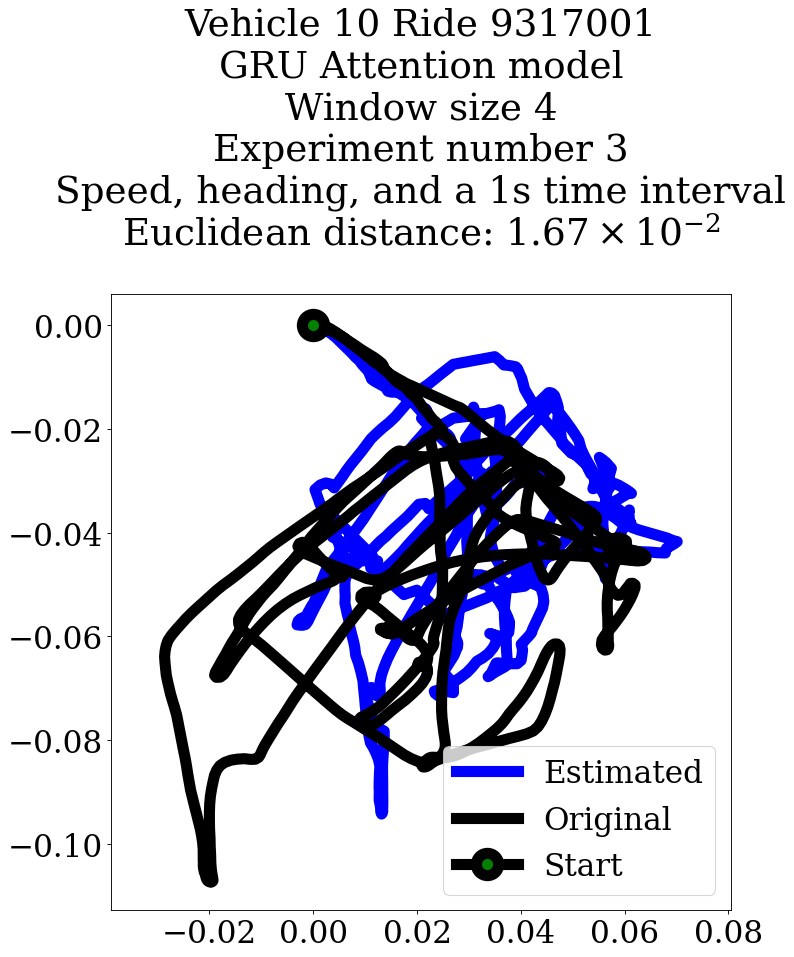 Vehicle 10 Ride 9317001
GRU Attention model
Window size 4
Experiment number 3
Speed, heading, and a 1s time interval
Euclidean distance: 1.67 × 10⁻²
0.00
−0.02
−0.04
−0.06
−0.08
−0.10
Estimated
Original
Start
−0.02 0.00 0.02 0.04 0.06 0.08